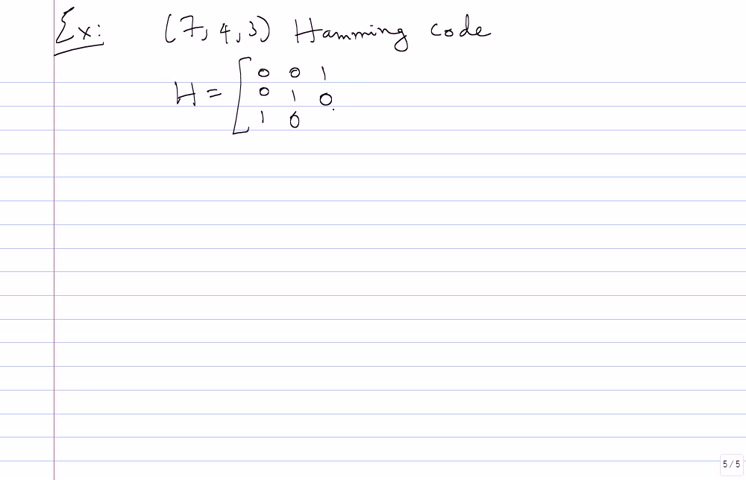 Ex: (7, 4, 3) Hamming code
H = [ 0 0 1
0 1 0
1 0
5 / 5